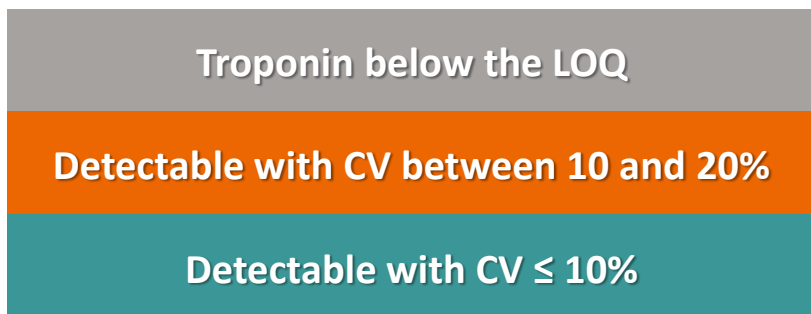 Troponin below the LOQ
Detectable with CV between 10 and 20%
Detectable with CV ≤ 10%